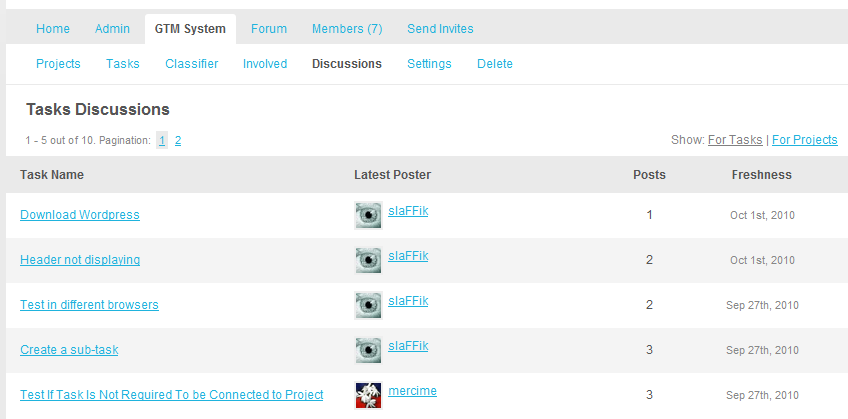 Home Admin GTM System Forum Members (7) Send Invites
Projects Tasks Classifier Involved Discussions Settings Delete
Tasks Discussions
1 - 5 out of 10. Pagination: 1 2 Show: For Tasks | For Projects
Task Name Latest Poster Posts Freshness
Download Wordpress slaFFik 1 Oct 1st, 2010
Header not displaying slaFFik 2 Oct 1st, 2010
Test in different browsers slaFFik 2 Sep 27th, 2010
Create a sub-task slaFFik 3 Sep 27th, 2010
Test If Task Is Not Required To be Connected to Project mercime 3 Sep 27th, 2010